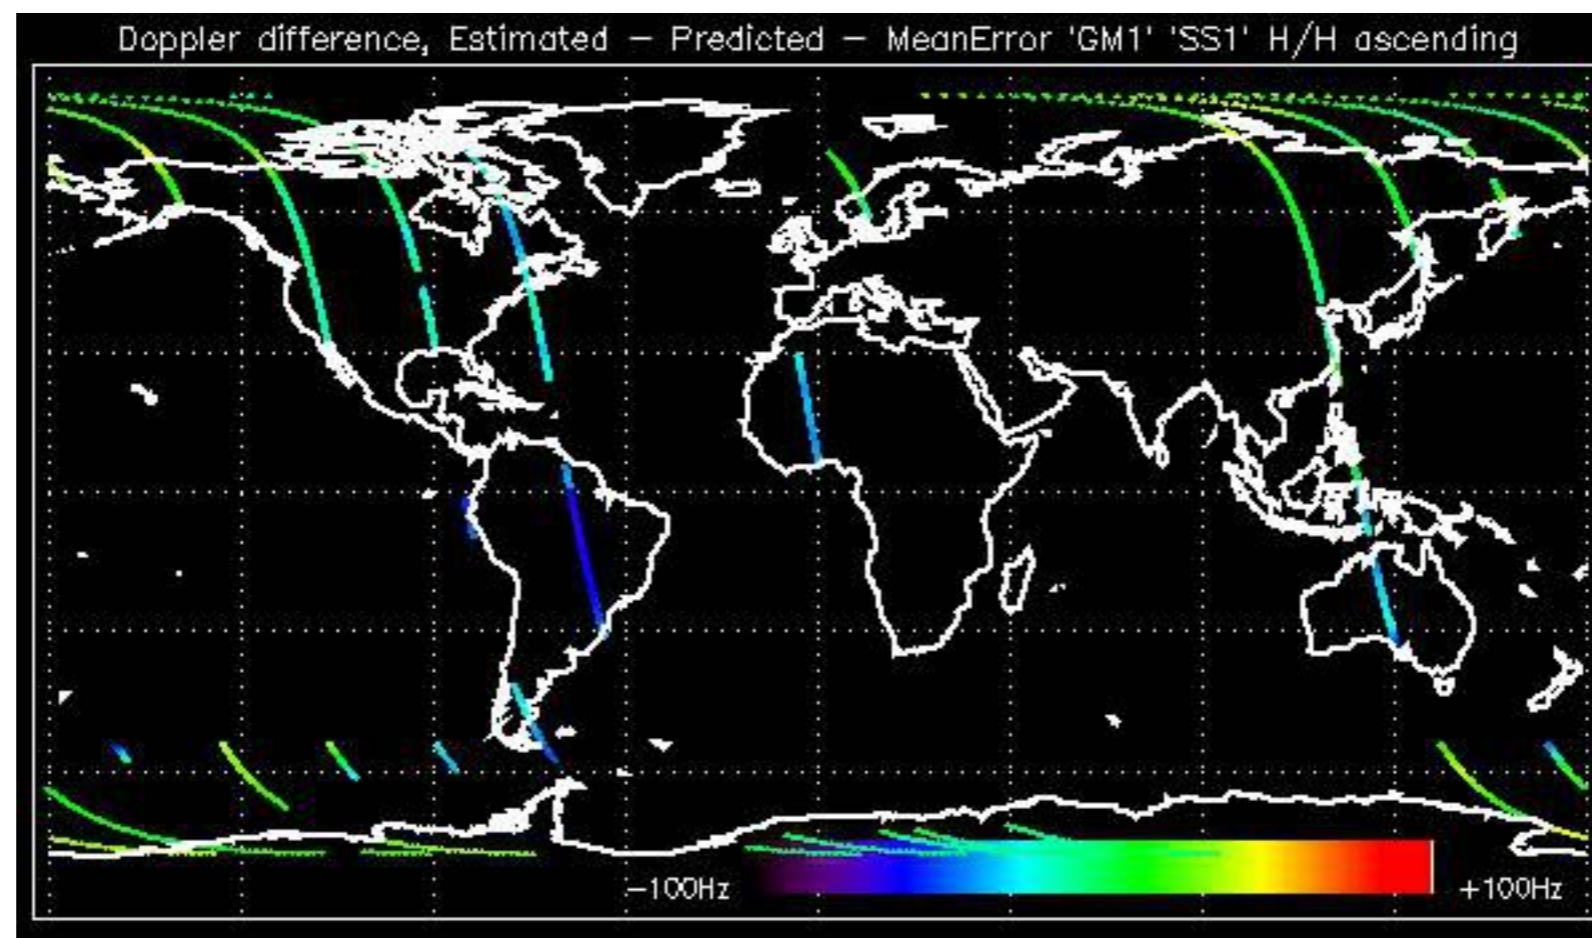 Doppler difference, Estimated — Predicted — MeanError 'GM1' 'SS1' H/H ascending
−100Hz +100Hz